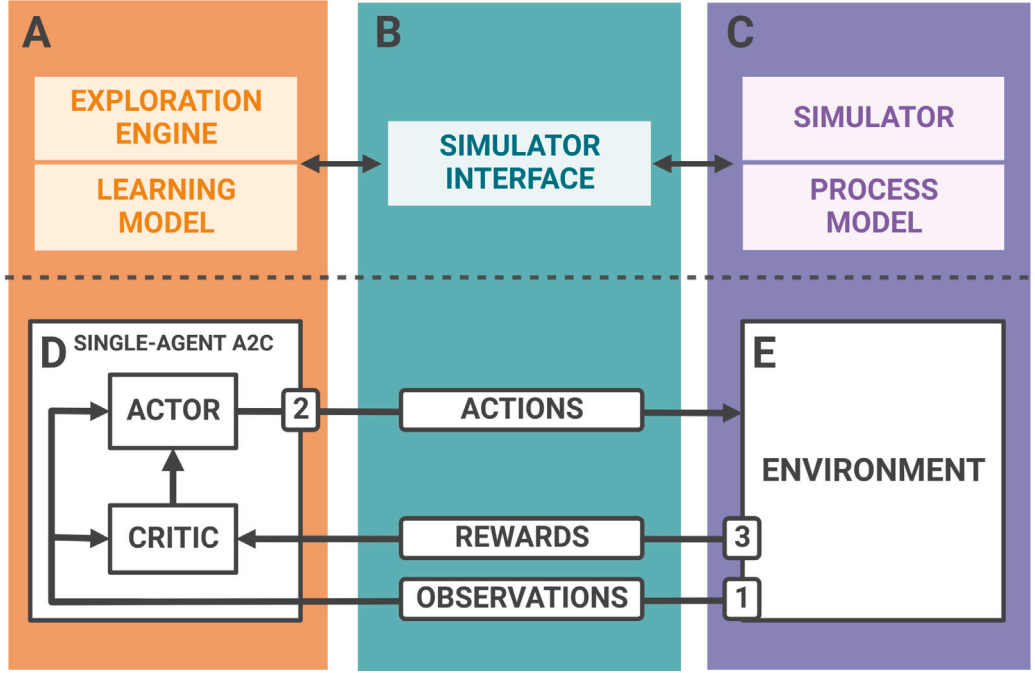 A
B
C
EXPLORATION
ENGINE
LEARNING
MODEL
SIMULATOR
INTERFACE
SIMULATOR
PROCESS
MODEL
D SINGLE-AGENT A2C
ACTOR
2
CRITIC
ACTIONS
REWARDS
OBSERVATIONS
E
ENVIRONMENT
3
1